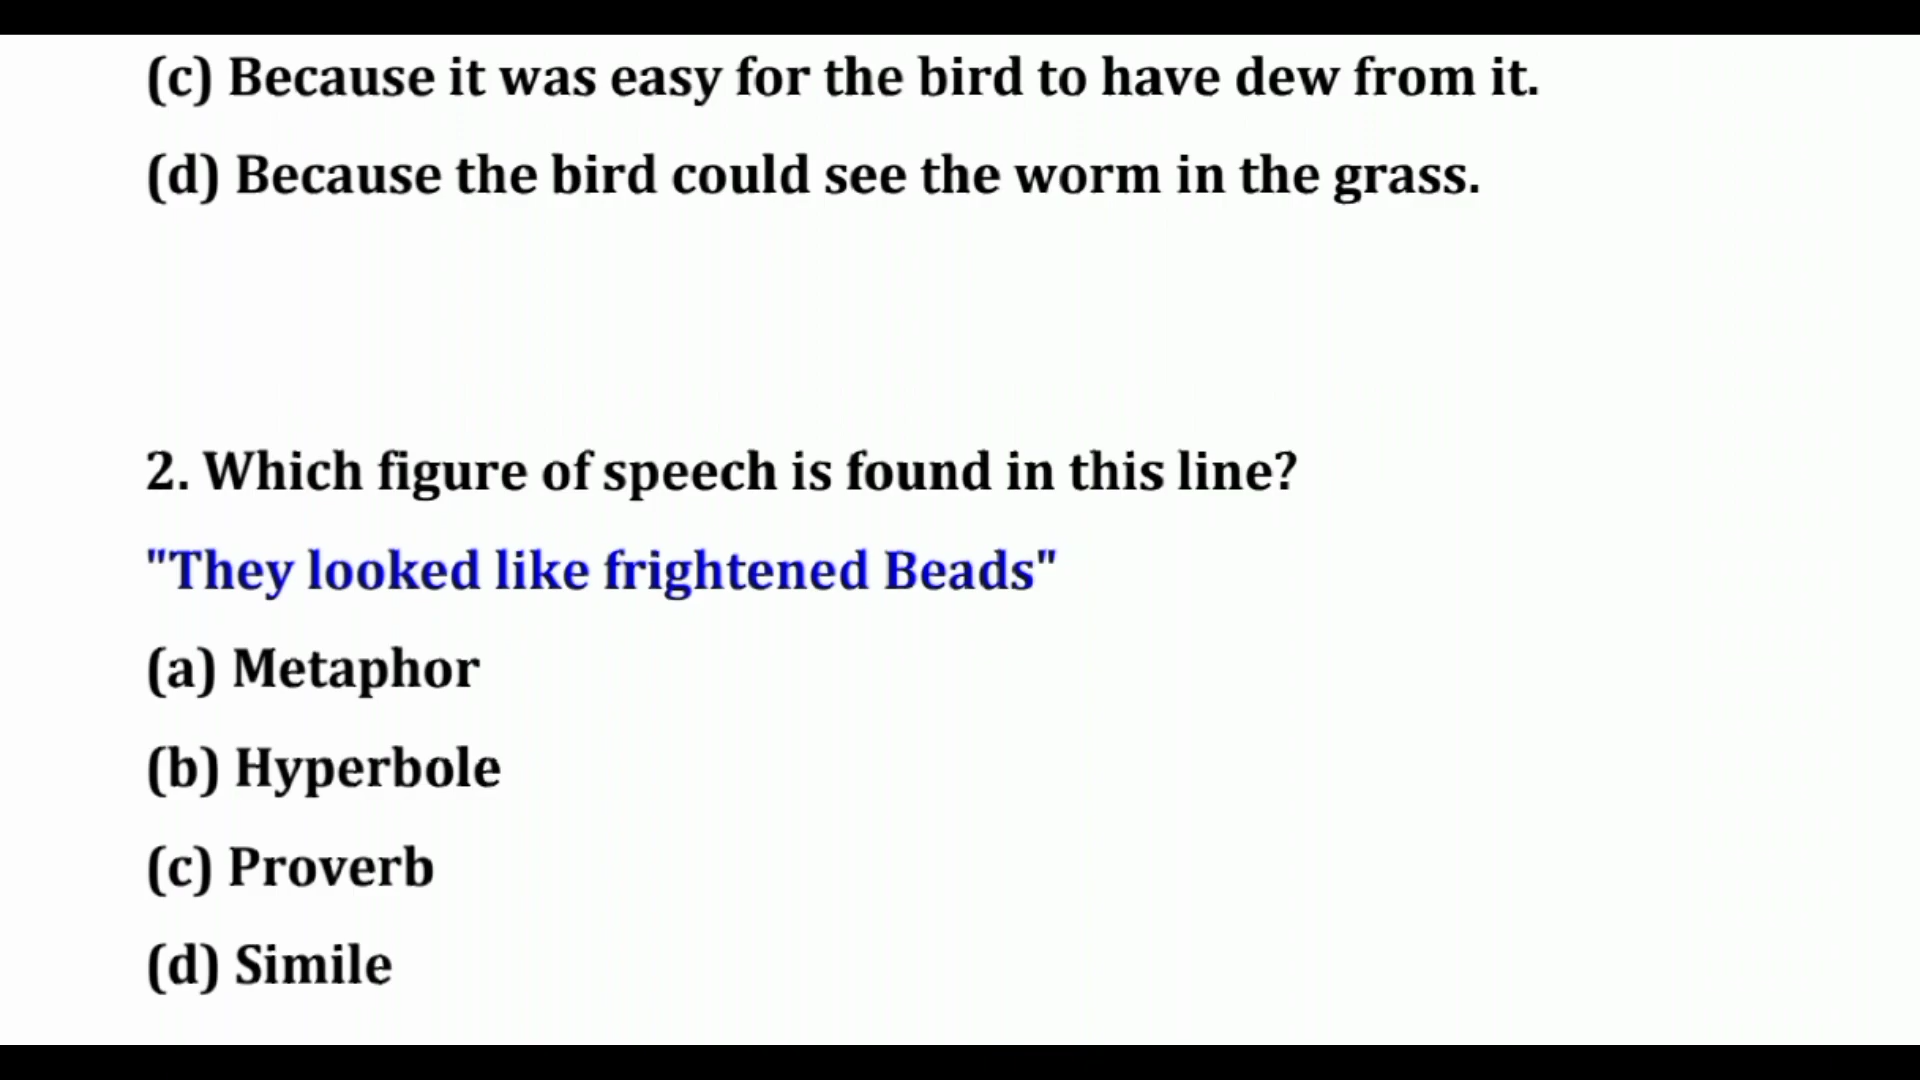 (c) Because it was easy for the bird to have dew from it.
(d) Because the bird could see the worm in the grass.
2. Which figure of speech is found in this line?
"They looked like frightened Beads"
(a) Metaphor
(b) Hyperbole
(c) Proverb
(d) Simile